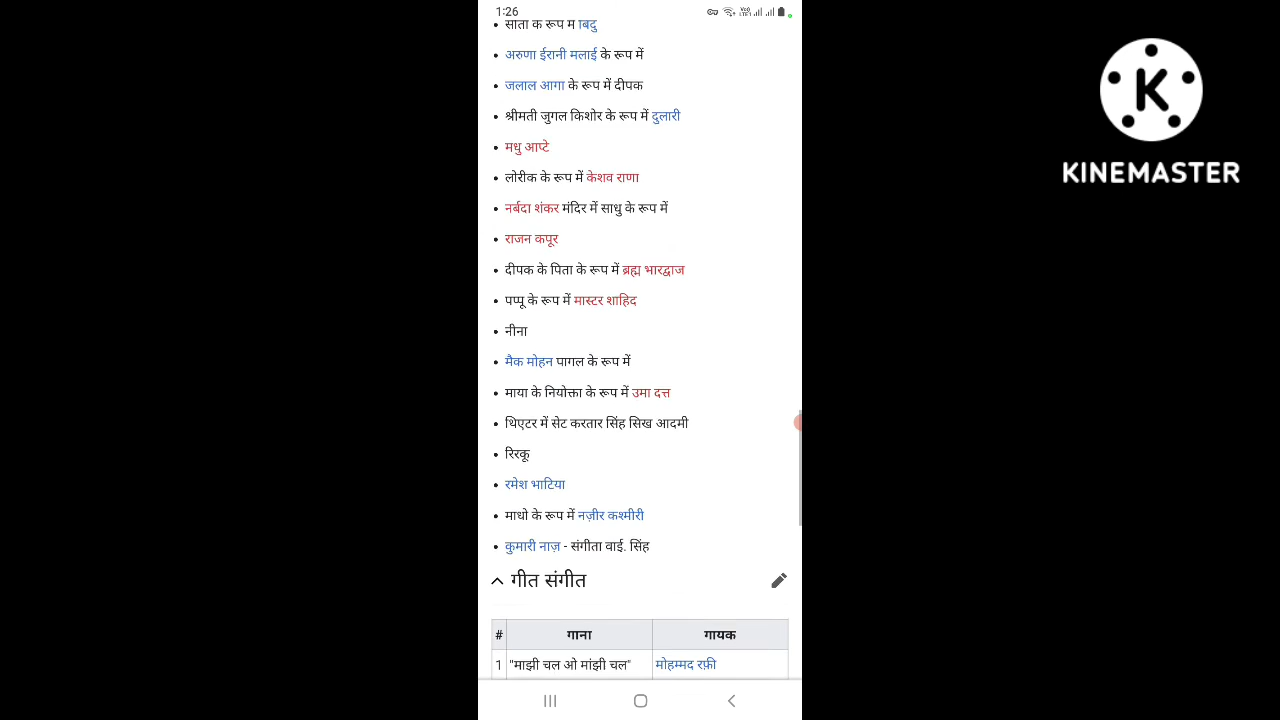 1:26
साता के रूप में बिंदु
अरुणा ईरानी मलाई के रूप में
जलाल आगा के रूप में दीपक
श्रीमती जुगल किशोर के रूप में दुलारी
मधु आप्टे
लोरीक के रूप में केशव राणा
नर्बदा शंकर मंदिर में साधु के रूप में
राजन कपूर
दीपक के पिता के रूप में ब्रह्म भारद्वाज
पप्पू के रूप में मास्टर शाहिद
नीना
मैक मोहन पागल के रूप में
माया के नियोक्ता के रूप में उमा दत्त
थिएटर में सेट करतार सिंह सिख आदमी
रिरकू
रमेश भाटिया
माधो के रूप में नज़ीर कश्मीरी
कुमारी नाज़ - संगीता वाई. सिंह
गीत संगीत
# गाना गायक
1 "माझी चल ओ मांझी चल" मोहम्मद रफ़ी
K
KINEMASTER